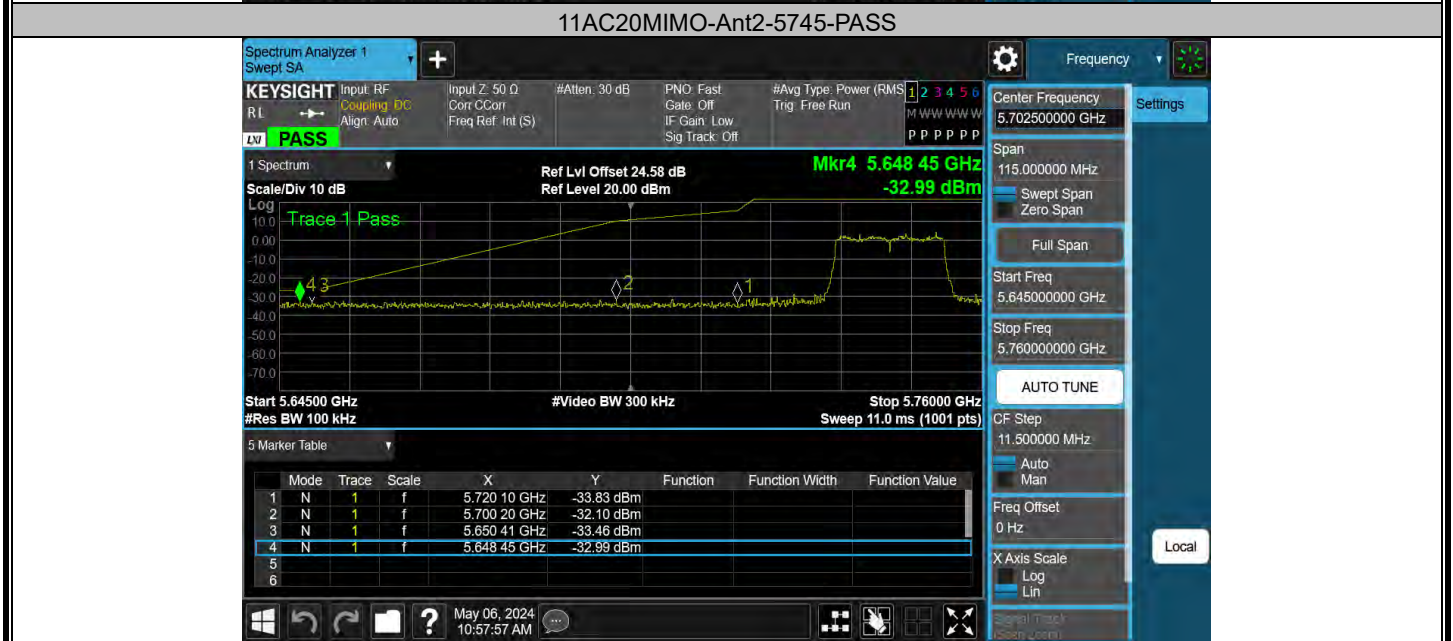 11AC20MIMO-Ant2-5745-PASS
Spectrum Analyzer 1
Swept SA
+
Frequency
KEYSIGHT
RL
LXI PASS
Input: RF
Coupling: DC
Align: Auto
Input Z: 50 Ω
Corr CCorr
Freq Ref: Int (S)
#Atten: 30 dB
PNO: Fast
Gate: Off
IF Gain: Low
Sig Track: Off
#Avg Type: Power (RMS
Trig: Free Run
1 2 3 4 5 6
M W W W W W
P P P P P P
1 Spectrum
Scale/Div 10 dB
Ref Lvl Offset 24.58 dB
Ref Level 20.00 dBm
Mkr4 5.648 45 GHz
-32.99 dBm
Log
Trace 1 Pass
10.0
0.00
-10.0
-20.0
-30.0
-40.0
-50.0
-60.0
-70.0
4 3
2
1
Start 5.64500 GHz
#Res BW 100 kHz
#Video BW 300 kHz
Stop 5.76000 GHz
Sweep 11.0 ms (1001 pts)
5 Marker Table
Mode Trace Scale X Y Function Function Width Function Value
1 N 1 f 5.720 10 GHz -33.83 dBm
2 N 1 f 5.700 20 GHz -32.10 dBm
3 N 1 f 5.650 41 GHz -33.46 dBm
4 N 1 f 5.648 45 GHz -32.99 dBm
5
6
May 06, 2024
10:57:57 AM
?
Center Frequency
5.702500000 GHz
Span
115.000000 MHz
Swept Span
Zero Span
Full Span
Start Freq
5.645000000 GHz
Stop Freq
5.760000000 GHz
AUTO TUNE
CF Step
11.500000 MHz
Auto
Man
Freq Offset
0 Hz
X Axis Scale
Log
Lin
Signal Track
(Span Zoom)
Settings
Local